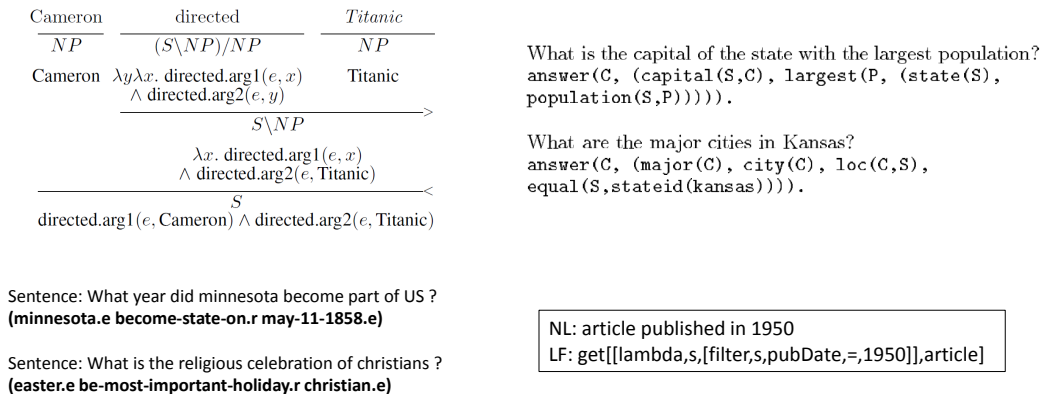 Cameron directed Titanic
NP (S\NP)/NP NP
Cameron λyλx. directed.arg1(e, x) Titanic
∧ directed.arg2(e, y)
>
S\NP
λx. directed.arg1(e, x)
∧ directed.arg2(e, Titanic)
<
S
directed.arg1(e, Cameron) ∧ directed.arg2(e, Titanic)
What is the capital of the state with the largest population?
answer(C, (capital(S,C), largest(P, (state(S),
population(S,P))))).
What are the major cities in Kansas?
answer(C, (major(C), city(C), loc(C,S),
equal(S,stateid(kansas)))).
Sentence: What year did minnesota become part of US ?
(minnesota.e become-state-on.r may-11-1858.e)
Sentence: What is the religious celebration of christians ?
(easter.e be-most-important-holiday.r christian.e)
NL: article published in 1950
LF: get[[lambda,s,[filter,s,pubDate,=,1950]],article]